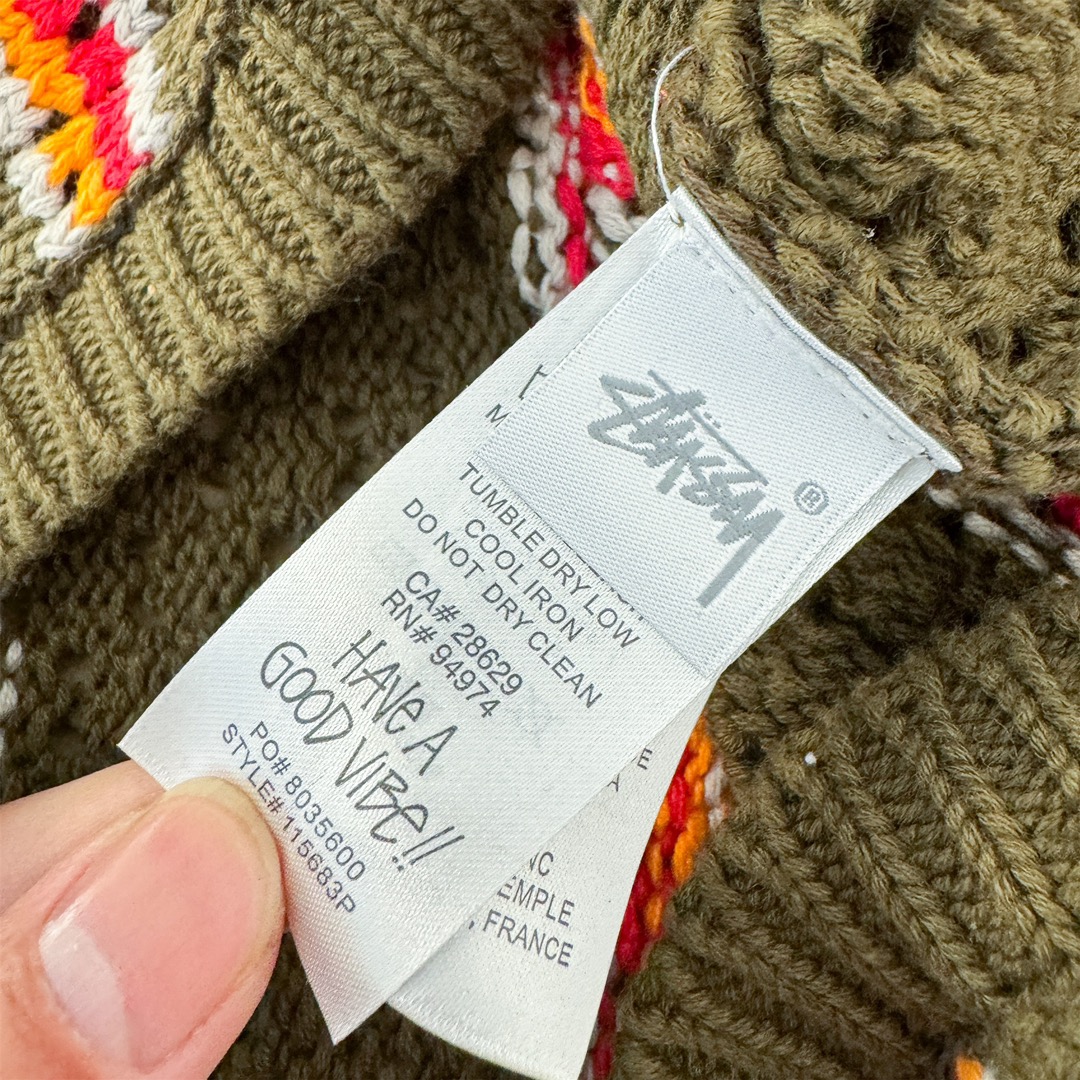 STÜSSY®
TUMBLE DRY LOW
COOL IRON
DO NOT DRY CLEAN
CA# 28629
RN# 94974
HAVE A
GOOD VIBE!!
PO# 8035600
STYLE# 115683P
, FRANCE